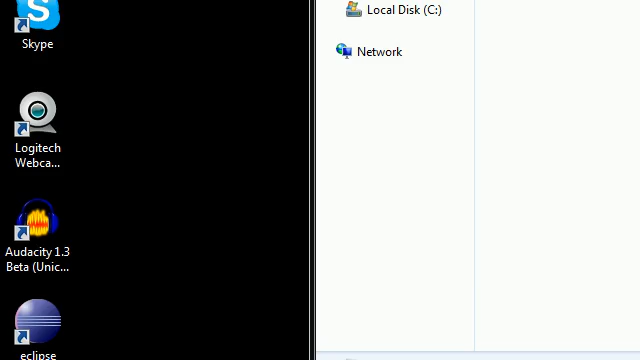 Skype
Logitech
Webca...
Audacity 1.3
Beta (Unic...
eclipse
Local Disk (C:)
Network